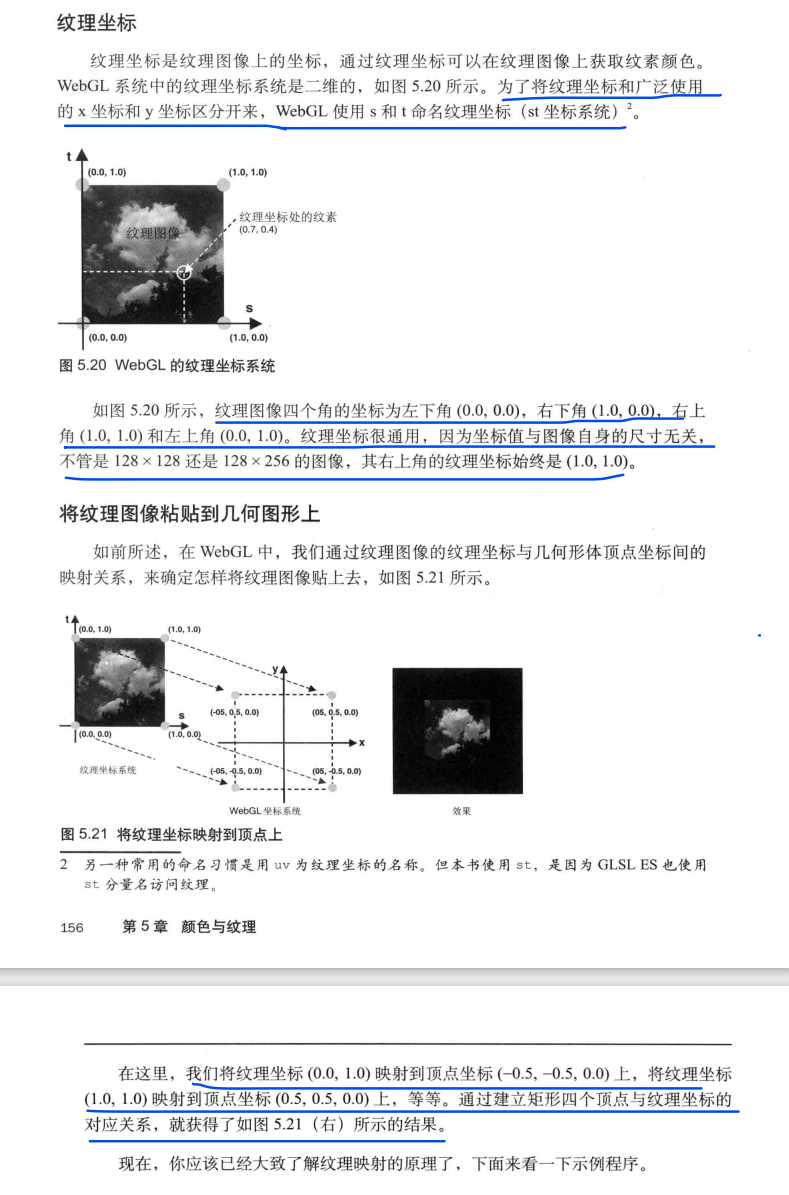 纹理坐标
纹理坐标是纹理图像上的坐标，通过纹理坐标可以在纹理图像上获取纹素颜色。
WebGL 系统中的纹理坐标系统是二维的，如图 5.20 所示。为了将纹理坐标和广泛使用
的 x 坐标和 y 坐标区分开来，WebGL 使用 s 和 t 命名纹理坐标（st 坐标系统）²。
t
(0.0, 1.0)
(1.0, 1.0)
纹理坐标处的纹素
(0.7, 0.4)
纹理图像
s
(0.0, 0.0)
(1.0, 0.0)
图 5.20 WebGL 的纹理坐标系统
如图 5.20 所示，纹理图像四个角的坐标为左下角 (0.0, 0.0)，右下角 (1.0, 0.0)，右上
角 (1.0, 1.0) 和左上角 (0.0, 1.0)。纹理坐标很通用，因为坐标值与图像自身的尺寸无关，
不管是 128 × 128 还是 128 × 256 的图像，其右上角的纹理坐标始终是 (1.0, 1.0)。
将纹理图像粘贴到几何图形上
如前所述，在 WebGL 中，我们通过纹理图像的纹理坐标与几何形体顶点坐标间的
映射关系，来确定怎样将纹理图像贴上去，如图 5.21 所示。
t
(0.0, 1.0)
(1.0, 1.0)
s
(0.0, 0.0)
(1.0, 0.0)
纹理坐标系统
y
(-05, 0.5, 0.0)
(05, 0.5, 0.0)
x
(-05, -0.5, 0.0)
(05, -0.5, 0.0)
WebGL 坐标系统
效果
图 5.21 将纹理坐标映射到顶点上
2 另一种常用的命名习惯是用 uv 为纹理坐标的名称。但本书使用 st，是因为 GLSL ES 也使用
st 分量名访问纹理。
156 第 5 章 颜色与纹理
在这里，我们将纹理坐标 (0.0, 1.0) 映射到顶点坐标 (−0.5, −0.5, 0.0) 上，将纹理坐标
(1.0, 1.0) 映射到顶点坐标 (0.5, 0.5, 0.0) 上，等等。通过建立矩形四个顶点与纹理坐标的
对应关系，就获得了如图 5.21（右）所示的结果。
现在，你应该已经大致了解纹理映射的原理了，下面来看一下示例程序。